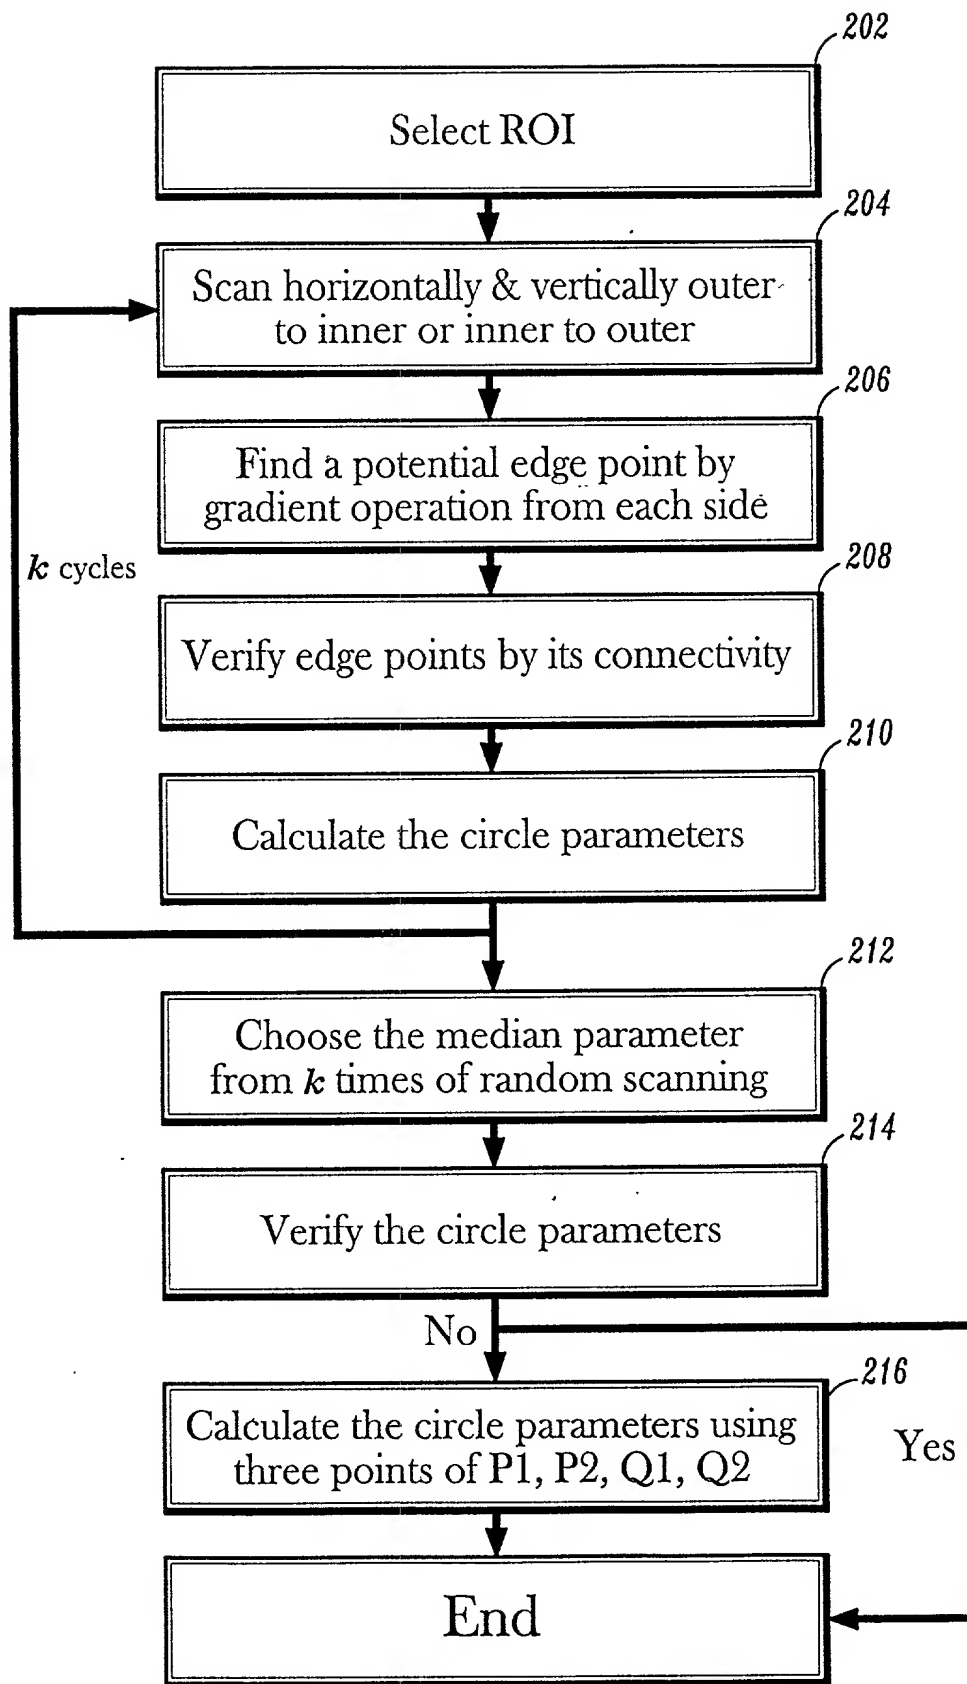 202
Select ROI
204
Scan horizontally & vertically outer
to inner or inner to outer
206
Find a potential edge point by
gradient operation from each side
k cycles
208
Verify edge points by its connectivity
210
Calculate the circle parameters
212
Choose the median parameter
from k times of random scanning
214
Verify the circle parameters
No
216
Calculate the circle parameters using
three points of P1, P2, Q1, Q2
Yes
End